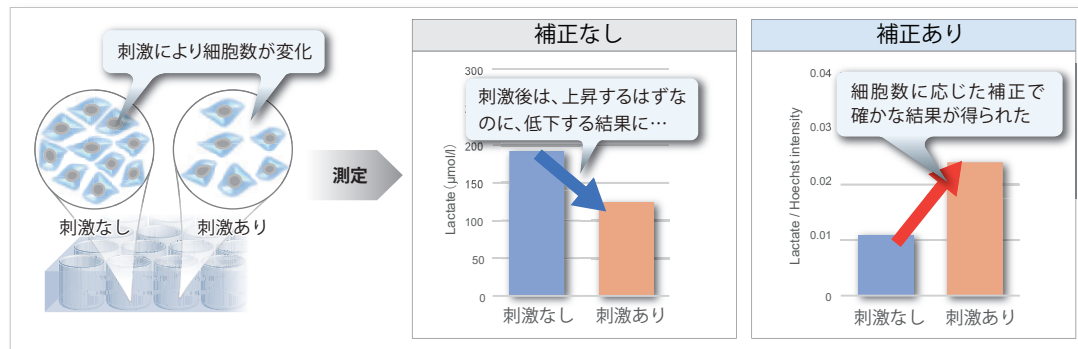 刺激により細胞数が変化
刺激なし
刺激あり
測定
補正なし
刺激後は、上昇するはずな
のに、低下する結果に…
Lactate (μmol/l)
300
200
150
100
50
0
刺激なし
刺激あり
補正あり
細胞数に応じた補正で
確かな結果が得られた
Lactate / Hoechst intensity
0.04
0.03
0.02
0.01
0
刺激なし
刺激あり